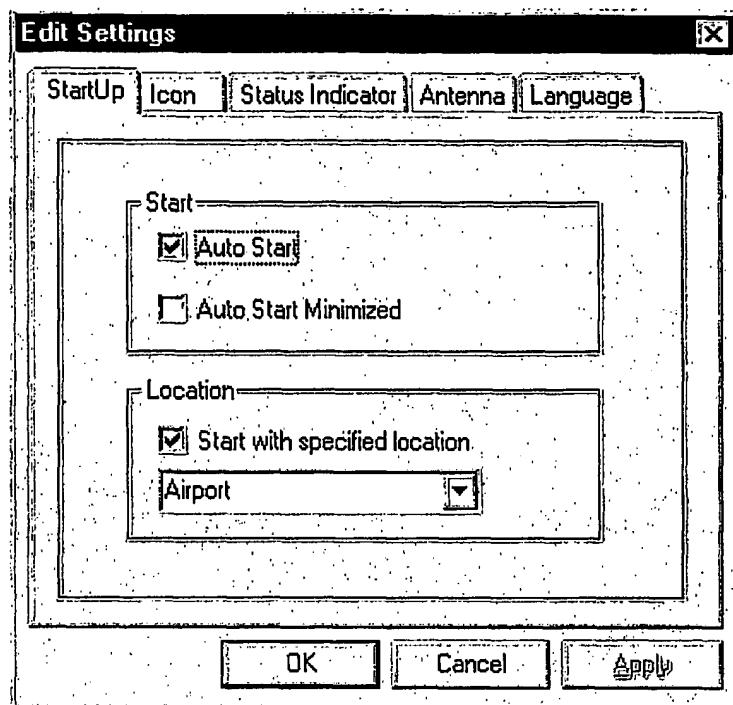 Edit Settings
StartUp Icon Status Indicator Antenna Language
Start
Auto Start
Auto Start Minimized
Location
Start with specified location
Airport
OK Cancel Apply